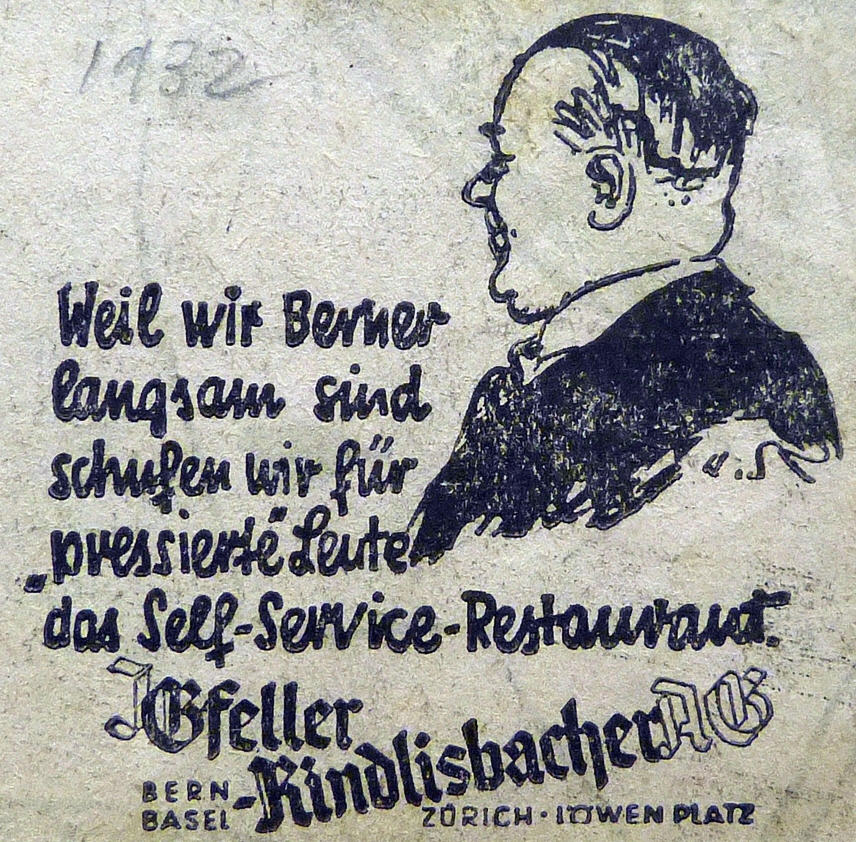 1932
Weil wir Berner
langsam sind
schufen wir für
„pressierte" Leute
das Self-Service-Restaurant.
J Gfeller
-Rindlisbacher AG
BERN
BASEL
ZÜRICH · LÖWEN PLATZ